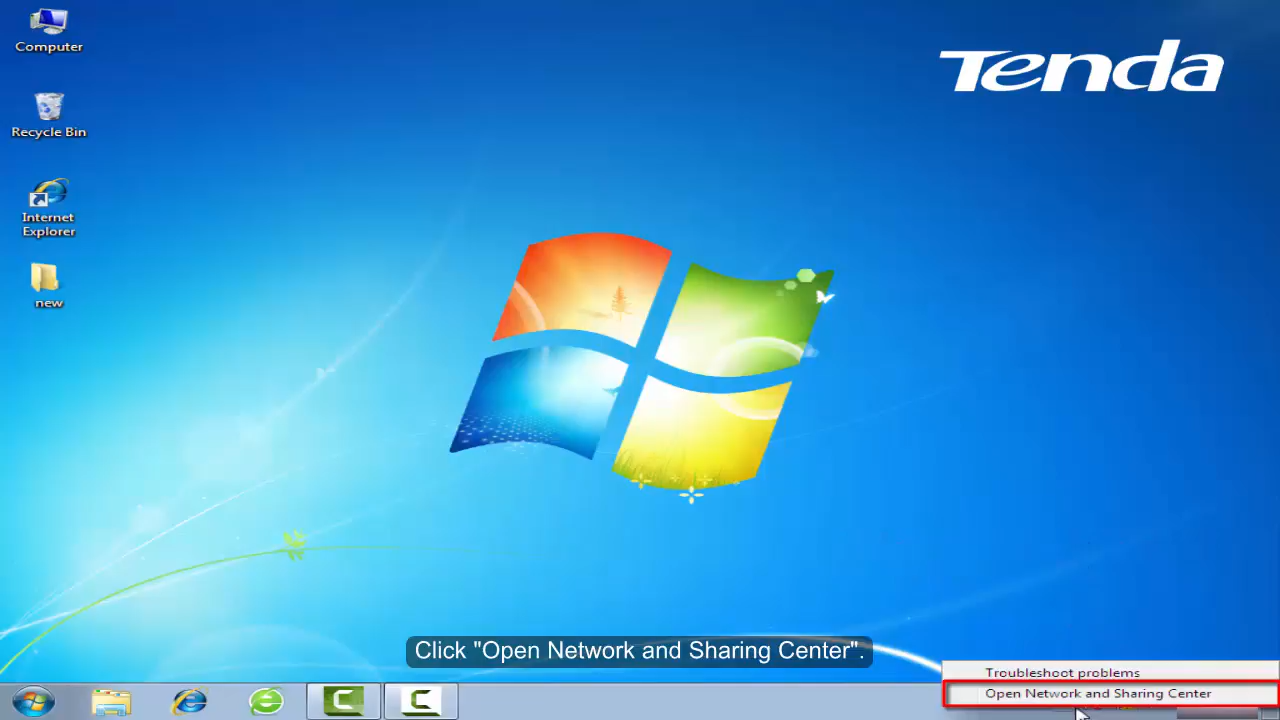 Computer
Tenda
Recycle Bin
Internet
Explorer
new
Click "Open Network and Sharing Center".
Troubleshoot problems
Open Network and Sharing Center